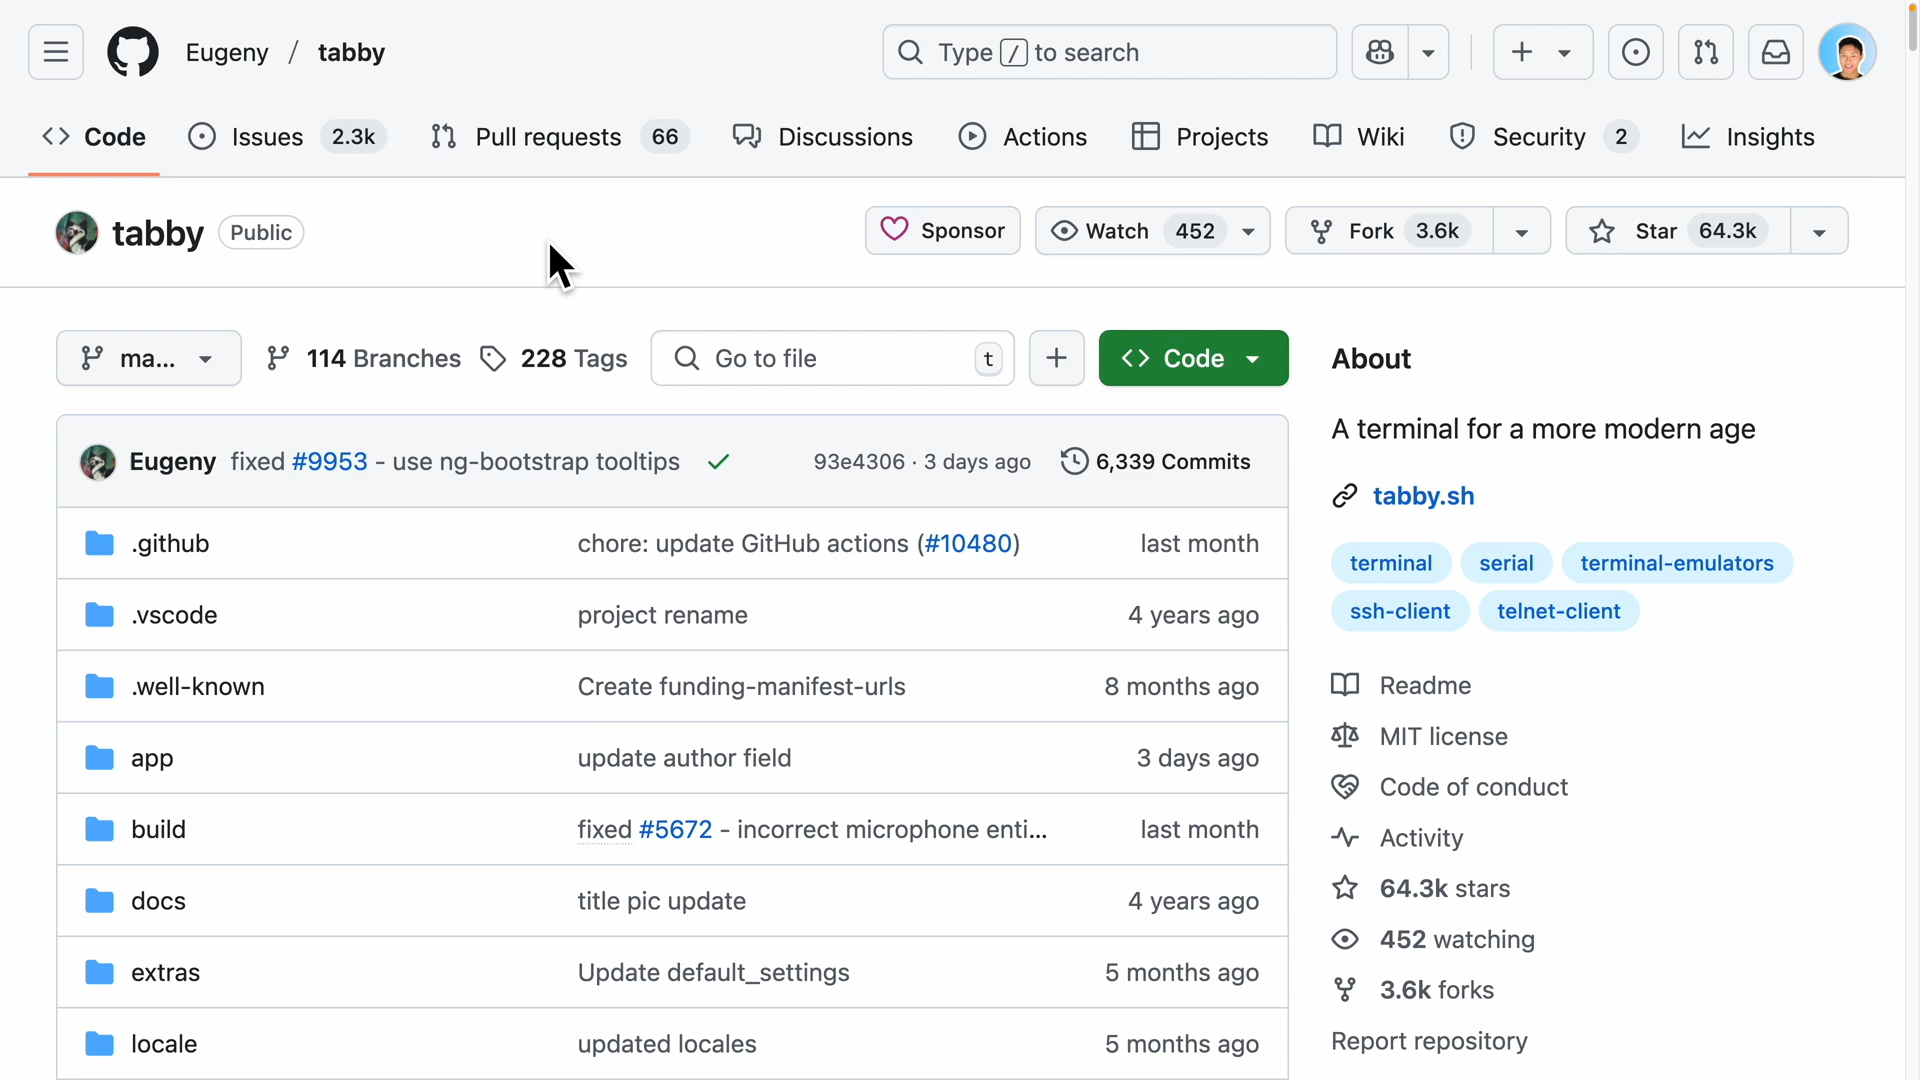 Eugeny / tabby
Type / to search
Code
Issues 2.3k
Pull requests 66
Discussions
Actions
Projects
Wiki
Security 2
Insights
tabby Public
Sponsor
Watch 452
Fork 3.6k
Star 64.3k
ma...
114 Branches
228 Tags
Go to file t
Code
Eugeny fixed #9953 - use ng-bootstrap tooltips 93e4306 · 3 days ago 6,339 Commits
.github chore: update GitHub actions (#10480) last month
.vscode project rename 4 years ago
.well-known Create funding-manifest-urls 8 months ago
app update author field 3 days ago
build fixed #5672 - incorrect microphone enti... last month
docs title pic update 4 years ago
extras Update default_settings 5 months ago
locale updated locales 5 months ago
About
A terminal for a more modern age
tabby.sh
terminal serial terminal-emulators
ssh-client telnet-client
Readme
MIT license
Code of conduct
Activity
64.3k stars
452 watching
3.6k forks
Report repository